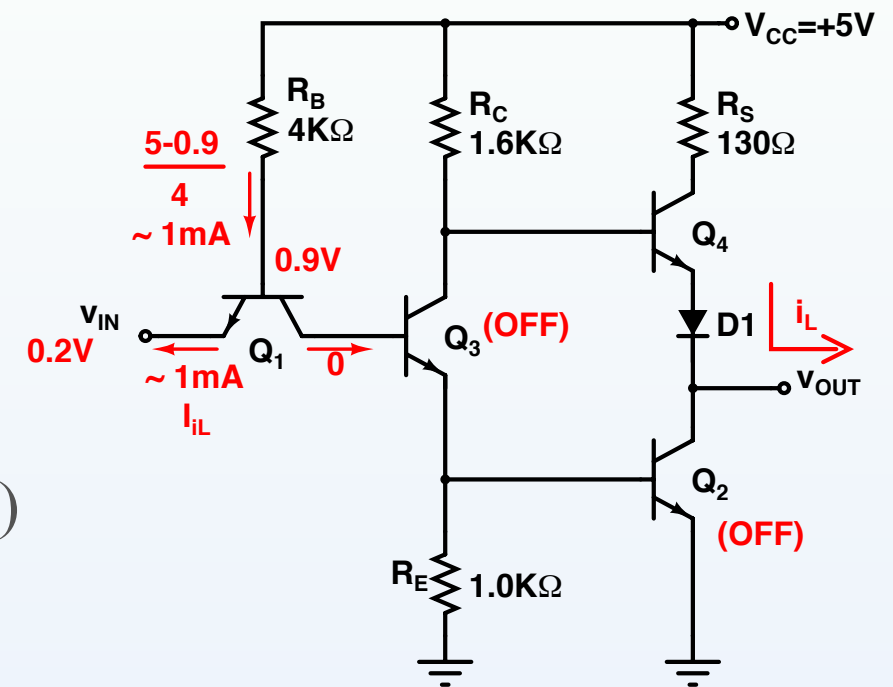 V_CC=+5V
R_B
4KΩ
R_C
1.6KΩ
R_S
130Ω
5-0.9
4
~ 1mA
0.9V
Q_4
v_IN
0.2V
Q_1
0
Q_3
(OFF)
D1
i_L
~ 1mA
I_iL
v_OUT
)
Q_2
(OFF)
R_E
1.0KΩ